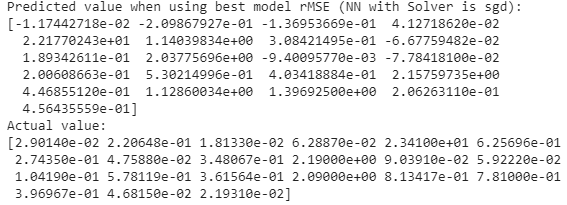 Predicted value when using best model rMSE (NN with Solver is sgd):
[-1.17442718e-02 -2.09867927e-01 -1.36953669e-01 4.12718620e-02
2.21770243e+01 1.14039834e+00 3.08421495e-01 -6.67759482e-02
1.89342611e-01 2.03775696e+00 -9.40095770e-03 -7.78418100e-02
2.00608663e-01 5.30214996e-01 4.03418884e-01 2.15759735e+00
4.46855120e-01 1.12860034e+00 1.39692500e+00 2.06263110e-01
4.56435559e-01]
Actual value:
[2.90140e-02 2.20648e-01 1.81330e-02 6.28870e-02 2.34100e+01 6.25696e-01
2.74350e-01 4.75880e-02 3.48067e-01 2.19000e+00 9.03910e-02 5.92220e-02
1.04190e-01 5.78119e-01 3.61564e-01 2.09000e+00 8.13417e-01 7.81000e-01
3.96967e-01 4.68150e-02 2.19310e-02]